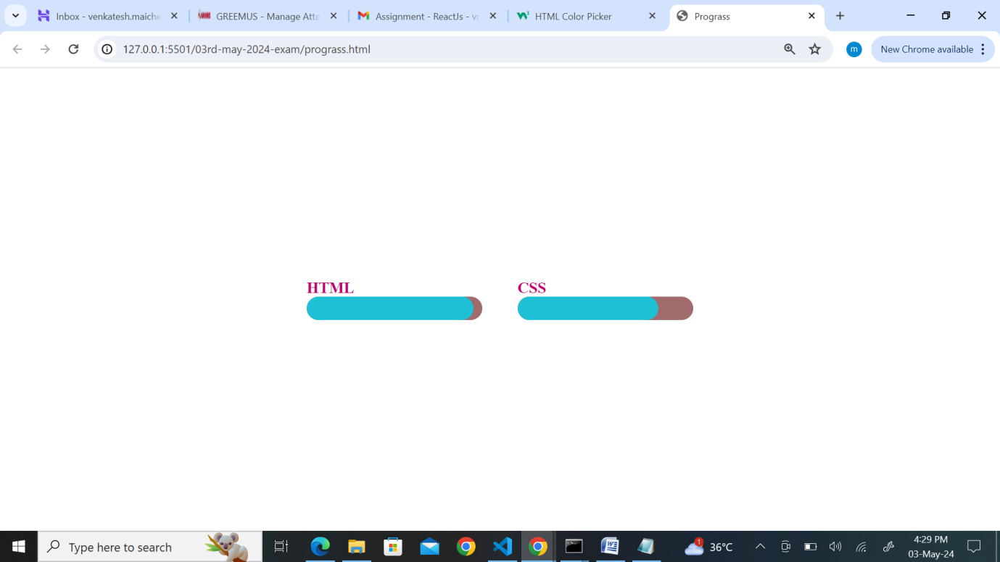 Inbox - venkatesh.maiche
GREEMUS - Manage Atte
Assignment - ReactJs - vr
HTML Color Picker
Prograss
127.0.0.1:5501/03rd-may-2024-exam/prograss.html
m
New Chrome available
HTML
CSS
Type here to search
1
36°C
4:29 PM
03-May-24